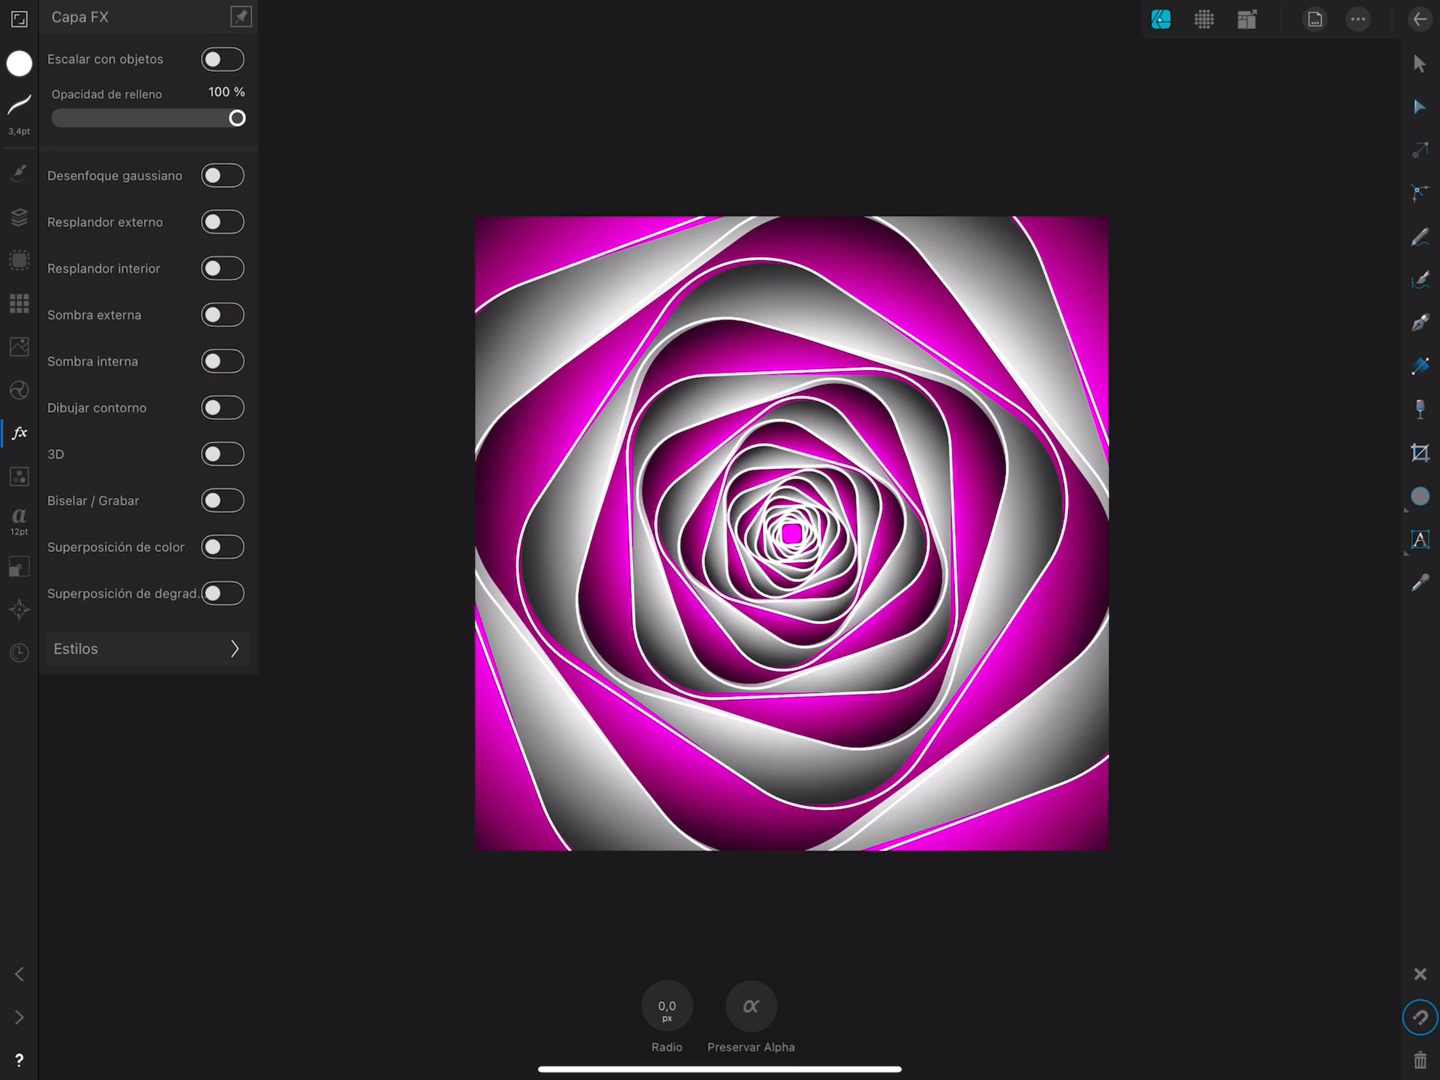 Capa FX
Escalar con objetos
Opacidad de relleno 100 %
3,4pt
Desenfoque gaussiano
Resplandor externo
Resplandor interior
Sombra externa
Sombra interna
Dibujar contorno
fx
3D
Biselar / Grabar
a
12pt
Superposición de color
Superposición de degrad...
Estilos
A
0,0
px
α
Radio
Preservar Alpha
?